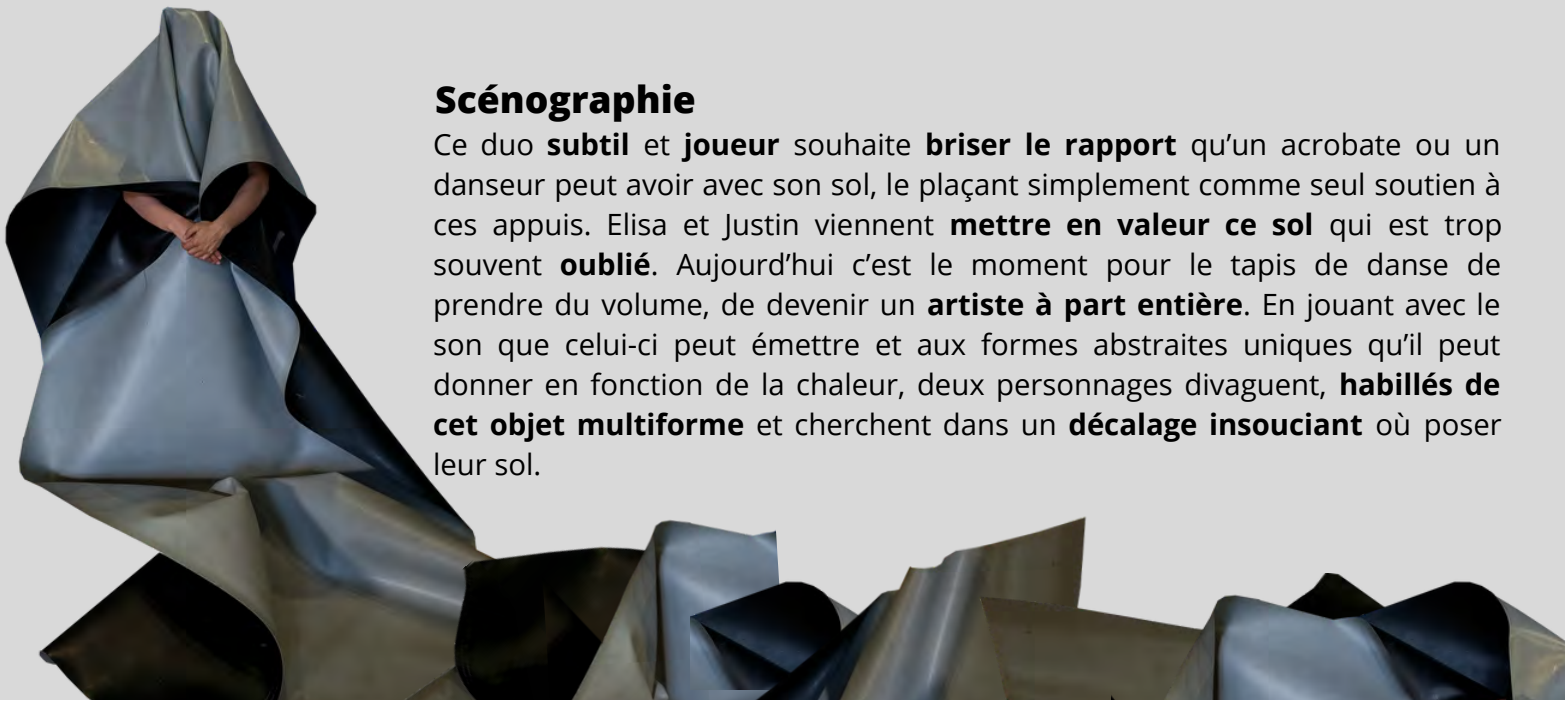 Scénographie
Ce duo subtil et joueur souhaite briser le rapport qu’un acrobate ou un
danseur peut avoir avec son sol, le plaçant simplement comme seul soutien à
ces appuis. Elisa et Justin viennent mettre en valeur ce sol qui est trop
souvent oublié. Aujourd’hui c’est le moment pour le tapis de danse de
prendre du volume, de devenir un artiste à part entière. En jouant avec le
son que celui-ci peut émettre et aux formes abstraites uniques qu’il peut
donner en fonction de la chaleur, deux personnages divaguent, habillés de
cet objet multiforme et cherchent dans un décalage insouciant où poser
leur sol.